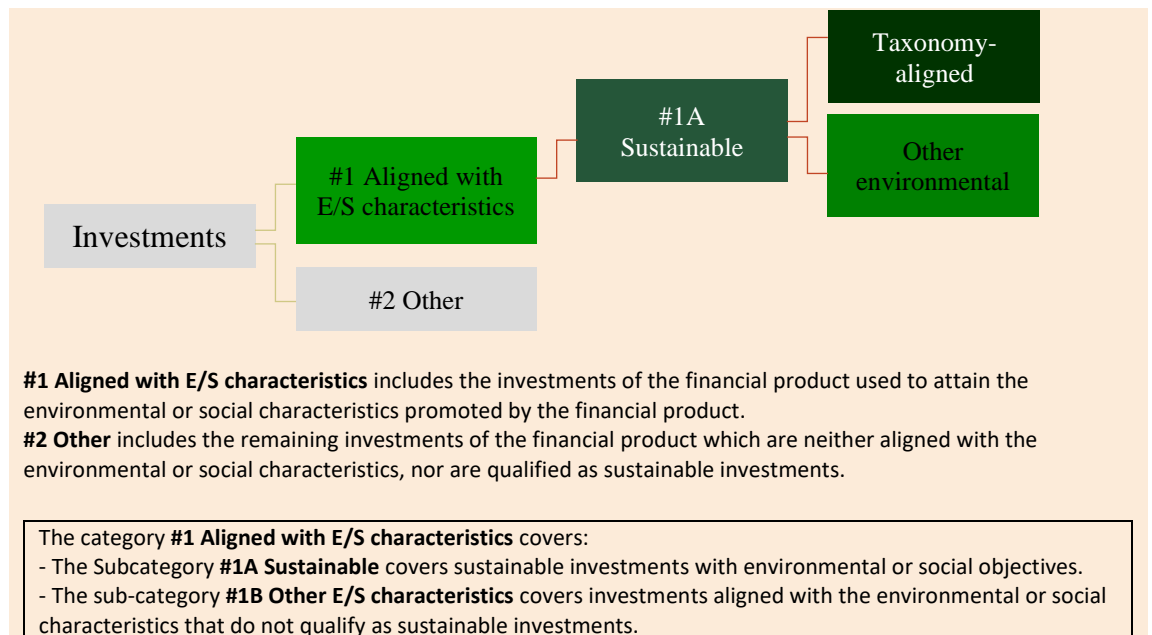 Taxonomy-
aligned
#1A
Sustainable
Other
environmental
#1 Aligned with
E/S characteristics
Investments
#2 Other
#1 Aligned with E/S characteristics includes the investments of the financial product used to attain the
environmental or social characteristics promoted by the financial product.
#2 Other includes the remaining investments of the financial product which are neither aligned with the
environmental or social characteristics, nor are qualified as sustainable investments.
The category #1 Aligned with E/S characteristics covers:
- The Subcategory #1A Sustainable covers sustainable investments with environmental or social objectives.
- The sub-category #1B Other E/S characteristics covers investments aligned with the environmental or social
characteristics that do not qualify as sustainable investments.